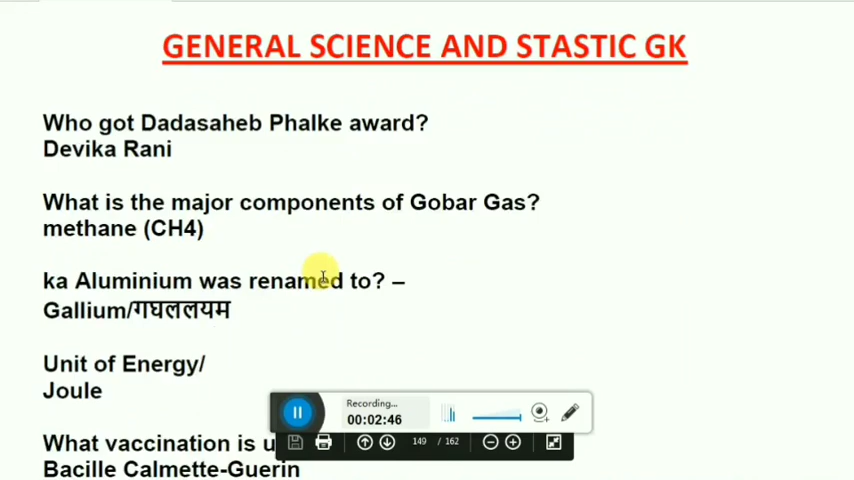 GENERAL SCIENCE AND STASTIC GK
Who got Dadasaheb Phalke award?
Devika Rani
What is the major components of Gobar Gas?
methane (CH4)
ka Aluminium was renamed to? –
Gallium/गघललयम
Unit of Energy/
Joule
Recording...
00:02:46
149 / 162
What vaccination is
Bacille Calmette-Guerin